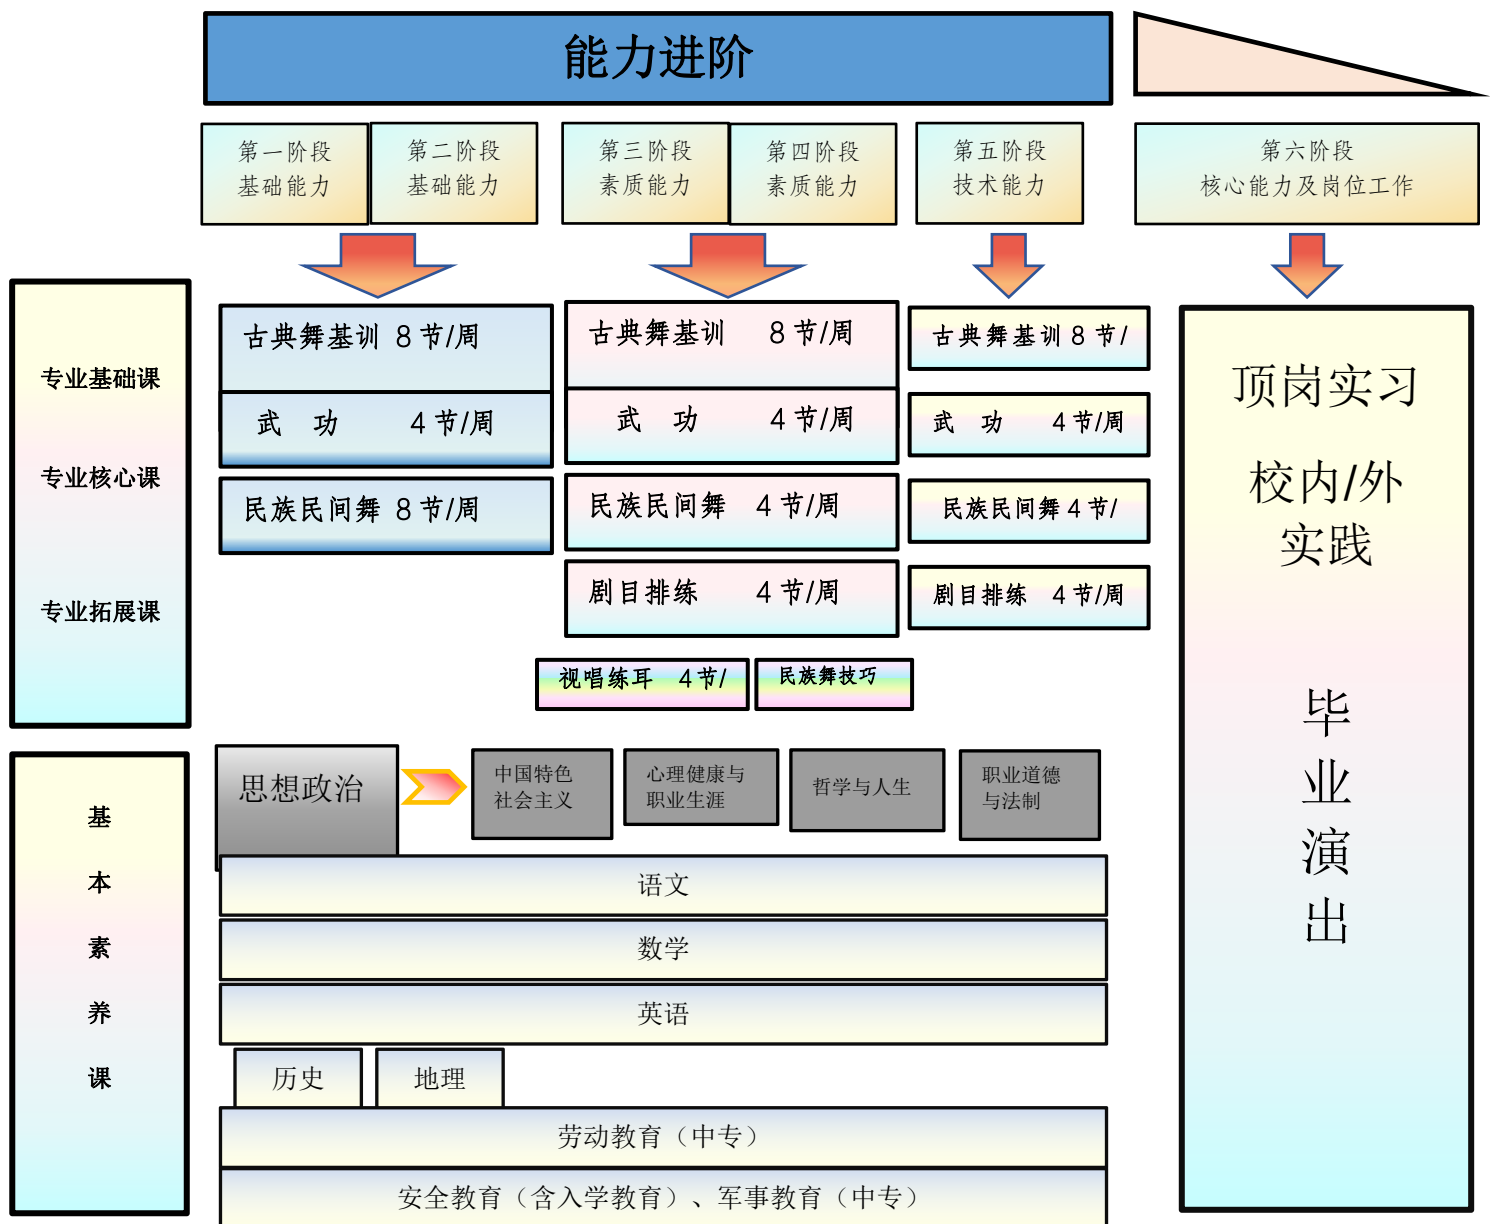 能力进阶
第一阶段
基础能力
第二阶段
基础能力
第三阶段
素质能力
第四阶段
素质能力
第五阶段
技术能力
第六阶段
核心能力及岗位工作
专业基础课
专业核心课
专业拓展课
古典舞基训 8 节/周
武 功 4 节/周
民族民间舞 8 节/周
古典舞基训 8 节/周
武 功 4 节/周
民族民间舞 4 节/周
剧目排练 4 节/周
古典舞基训 8 节/
武 功 4 节/周
民族民间舞 4 节/
剧目排练 4 节/周
视唱练耳 4 节/
民族舞技巧
顶岗实习
校内/外
实践
毕
业
演
出
基
本
素
养
课
思想政治
中国特色
社会主义
心理健康与
职业生涯
哲学与人生
职业道德
与法制
语文
数学
英语
历史
地理
劳动教育（中专）
安全教育（含入学教育）、军事教育（中专）